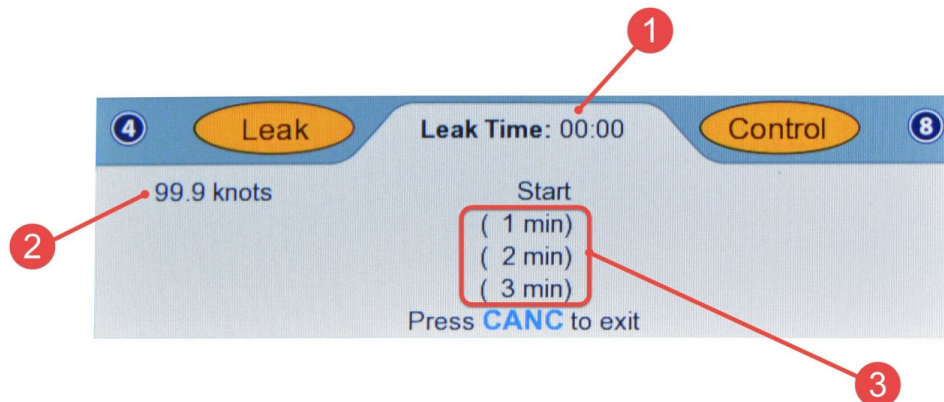 1
4 Leak Leak Time: 00:00 Control 8
99.9 knots Start
2
( 1 min)
( 2 min)
( 3 min)
Press CANC to exit
3